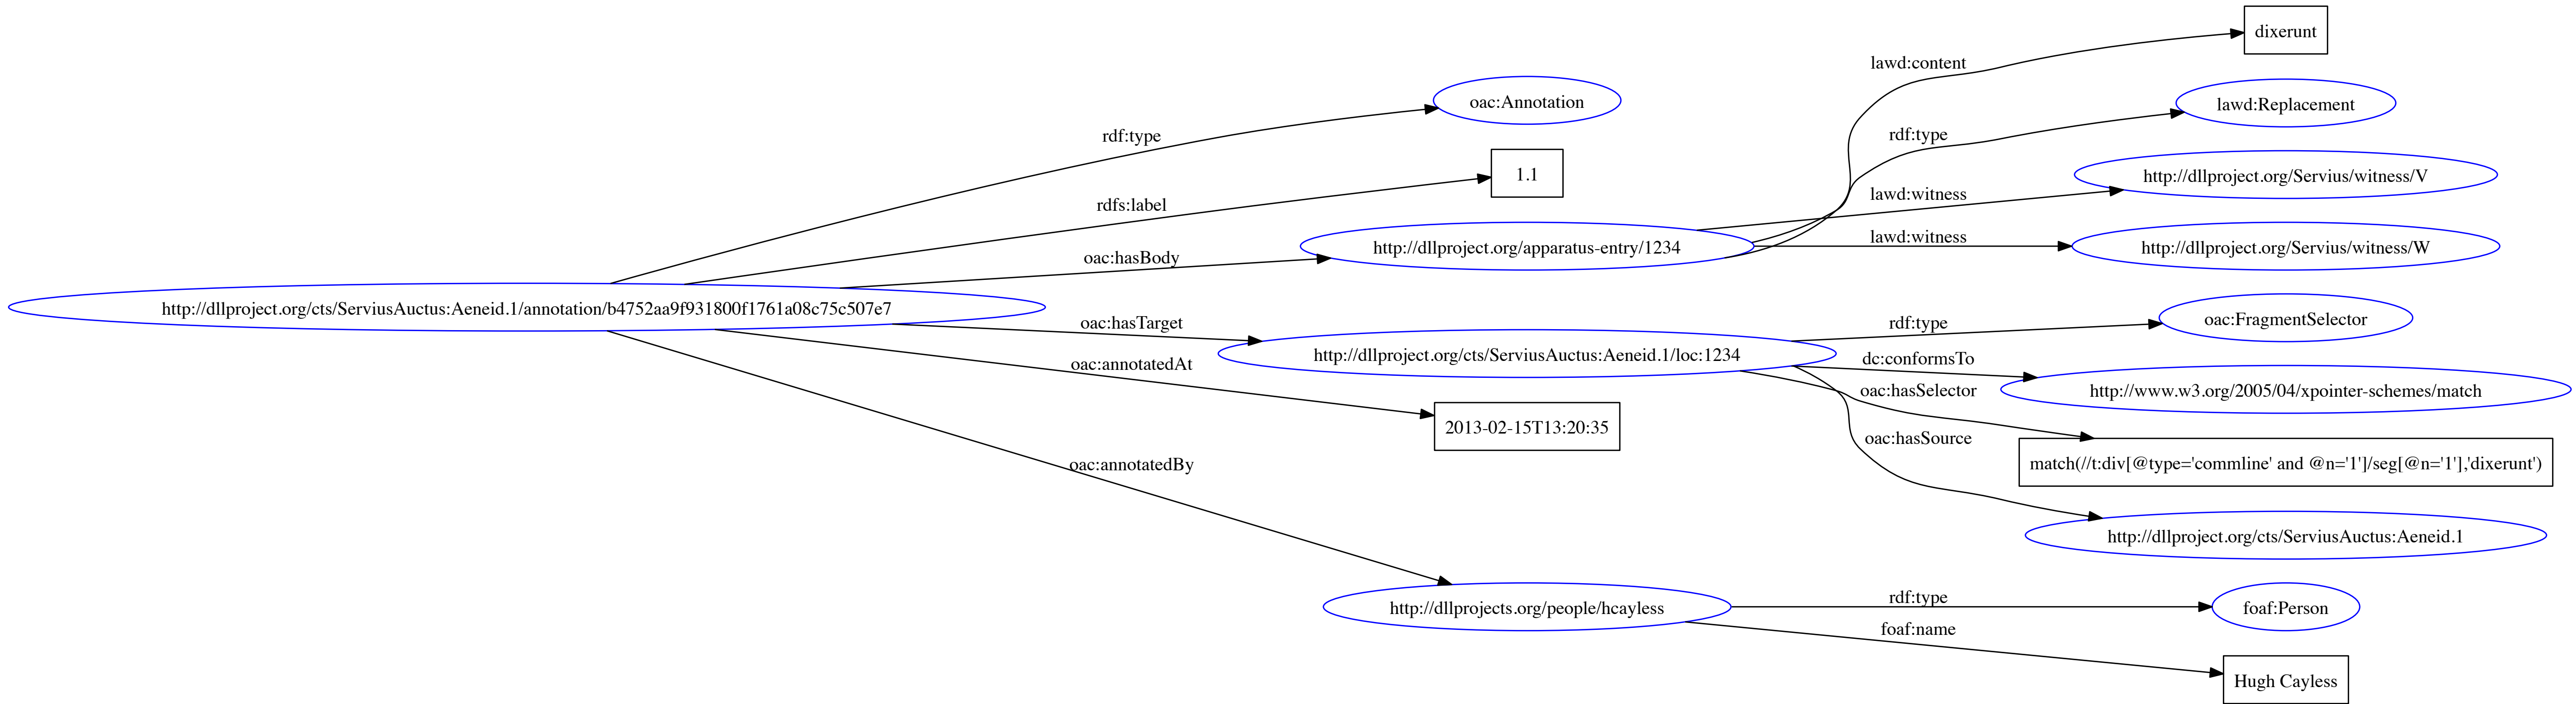 dixerunt
lawd:content
oac:Annotation
lawd:Replacement
rdf:type
rdf:type
1.1
http://dllproject.org/Servius/witness/V
rdfs:label
lawd:witness
http://dllproject.org/apparatus-entry/1234
lawd:witness
http://dllproject.org/Servius/witness/W
oac:hasBody
http://dllproject.org/cts/ServiusAuctus:Aeneid.1/annotation/b4752aa9f931800f1761a08c75c507e7
oac:hasTarget
rdf:type
oac:FragmentSelector
http://dllproject.org/cts/ServiusAuctus:Aeneid.1/loc:1234
dc:conformsTo
oac:annotatedAt
oac:hasSelector
http://www.w3.org/2005/04/xpointer-schemes/match
2013-02-15T13:20:35
oac:hasSource
oac:annotatedBy
match(//t:div[@type='commline' and @n='1']/seg[@n='1'],'dixerunt')
http://dllproject.org/cts/ServiusAuctus:Aeneid.1
http://dllprojects.org/people/hcayless
rdf:type
foaf:Person
foaf:name
Hugh Cayless